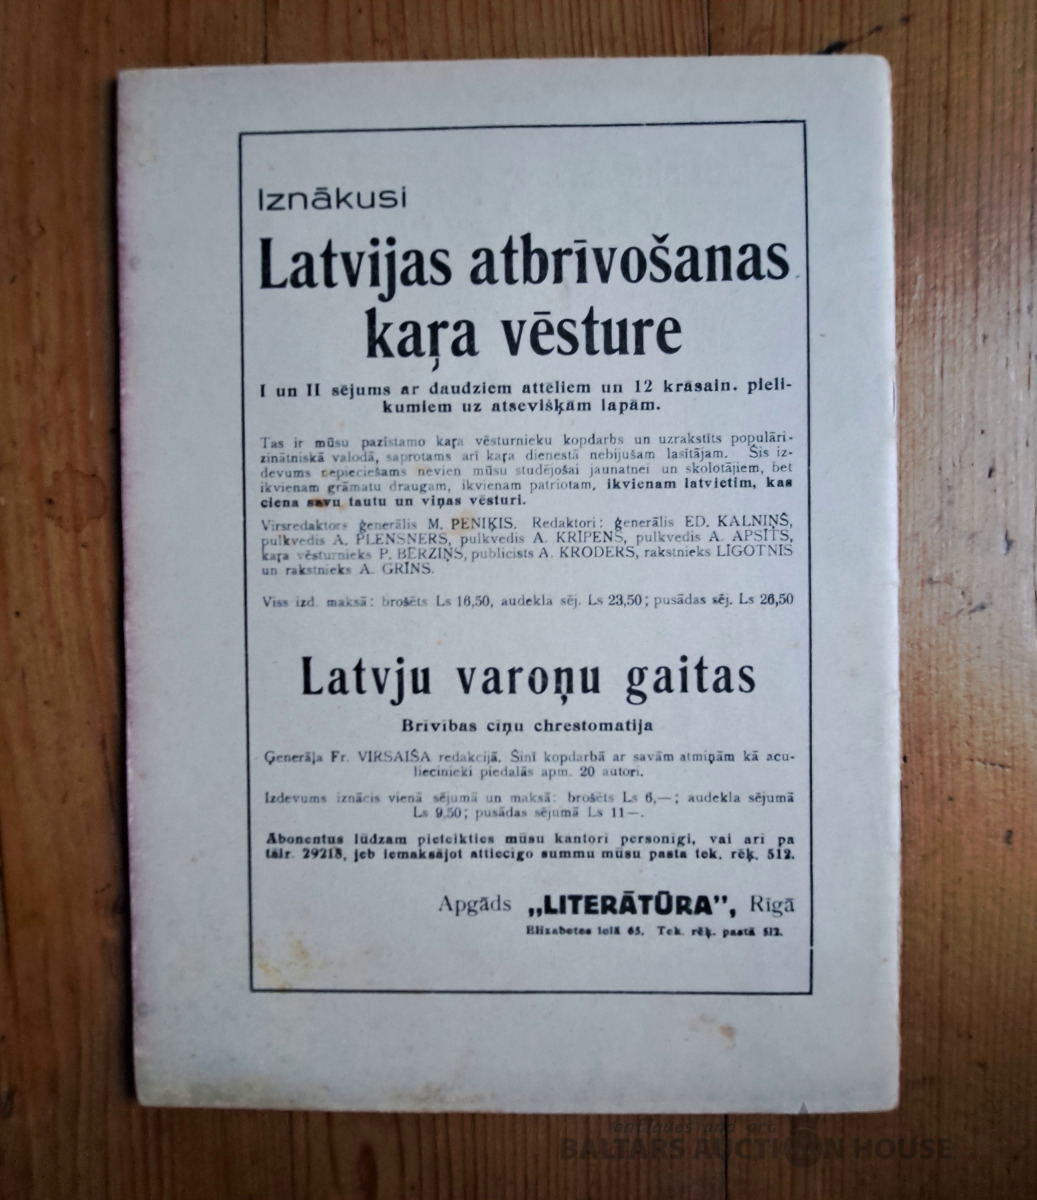 Iznākusi
Latvijas atbrīvošanas
kaŗa vēsture
I un II sējums ar daudziem attēliem un 12 krāsain. pieli-
kumiem uz atsevišķām lapām.
Tas ir mūsu pazīstamo kaŗa vēsturnieku kopdarbs un uzrakstīts populāri-
zinātniskā valodā, saprotams arī kaŗa dienestā nebijušam lasītājam. Šis iz-
devums nepieciešams nevien mūsu studējošai jaunatnei un skolotājiem, bet
ikvienam grāmatu draugam, ikvienam patriotam, ikvienam latvietim, kas
ciena savu tautu un viņas vēsturi.
Virsredaktors ģenerālis M. PENIĶIS. Redaktori: ģenerālis ED. KALNIŅŠ,
pulkvedis A. PLENSNERS, pulkvedis A. KRIPENS, pulkvedis A. APSĪTS,
kaŗa vēsturnieks P. BĒRZIŅŠ, publicists A. KRODERS, rakstnieks LĪGOTNIS
un rakstnieks A. GRĪNS.
Viss izd. maksā: brošēts Ls 16,50, audekla sēj. Ls 23,50; pusādas sēj. Ls 26,50
Latvju varoņu gaitas
Brīvības cīņu chrestomatija
Ģenerāļa Fr. VIRSAIŠA redakcijā. Šinī kopdarbā ar savām atmiņām kā acu-
liecinieki piedalās apm. 20 autori.
Izdevums iznācis vienā sējumā un maksā: brošēts Ls 6,—; audekla sējumā
Ls 9,50; pusādas sējumā Ls 11—.
Abonentus lūdzam pieteikties mūsu kantorī personīgi, vai arī pa
tālr. 29218, jeb iemaksājot attiecīgo summu mūsu pasta tek. rēķ. 512.
Apgāds „LITERĀTŪRA”, Rīgā
Elizabetes ielā 65. Tek. rēķ. pastā 512.
antiques and art
BALTARS AUCTION HOUSE